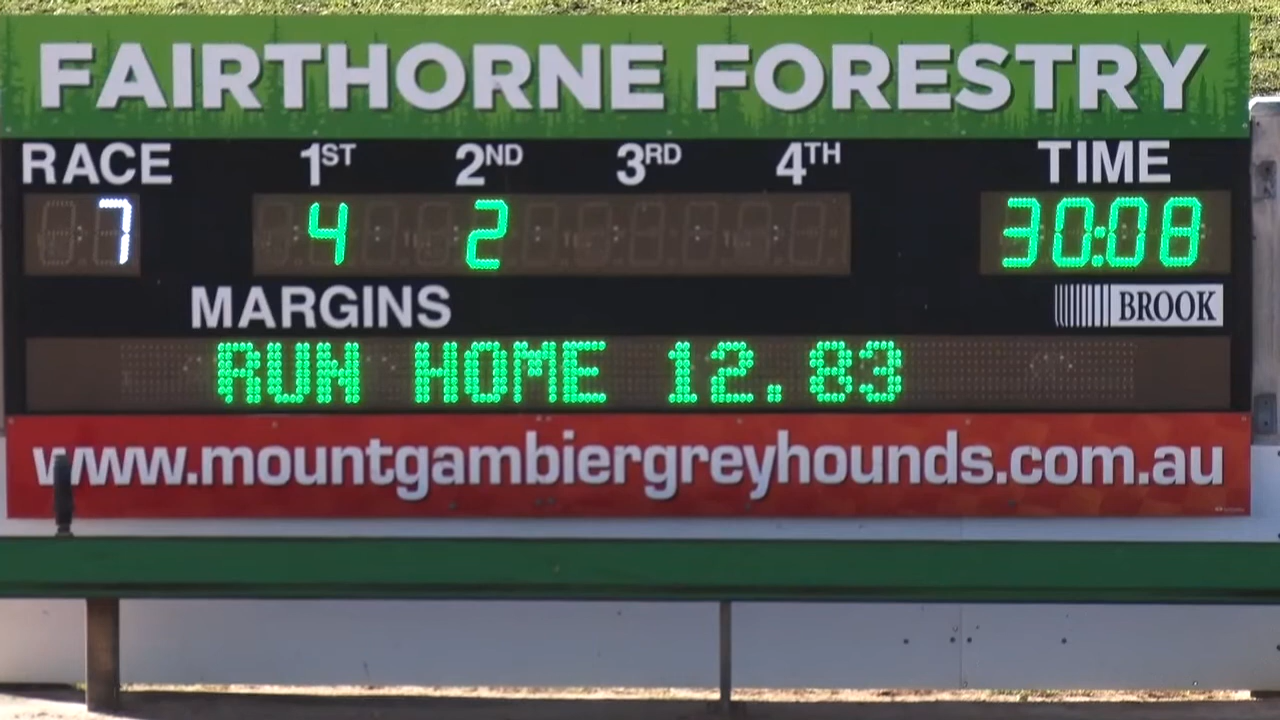 FAIRTHORNE FORESTRY
RACE 1ST 2ND 3RD 4TH TIME
7 4 2 30:08
MARGINS BROOK
RUN HOME 12.83
www.mountgambiergreyhounds.com.au